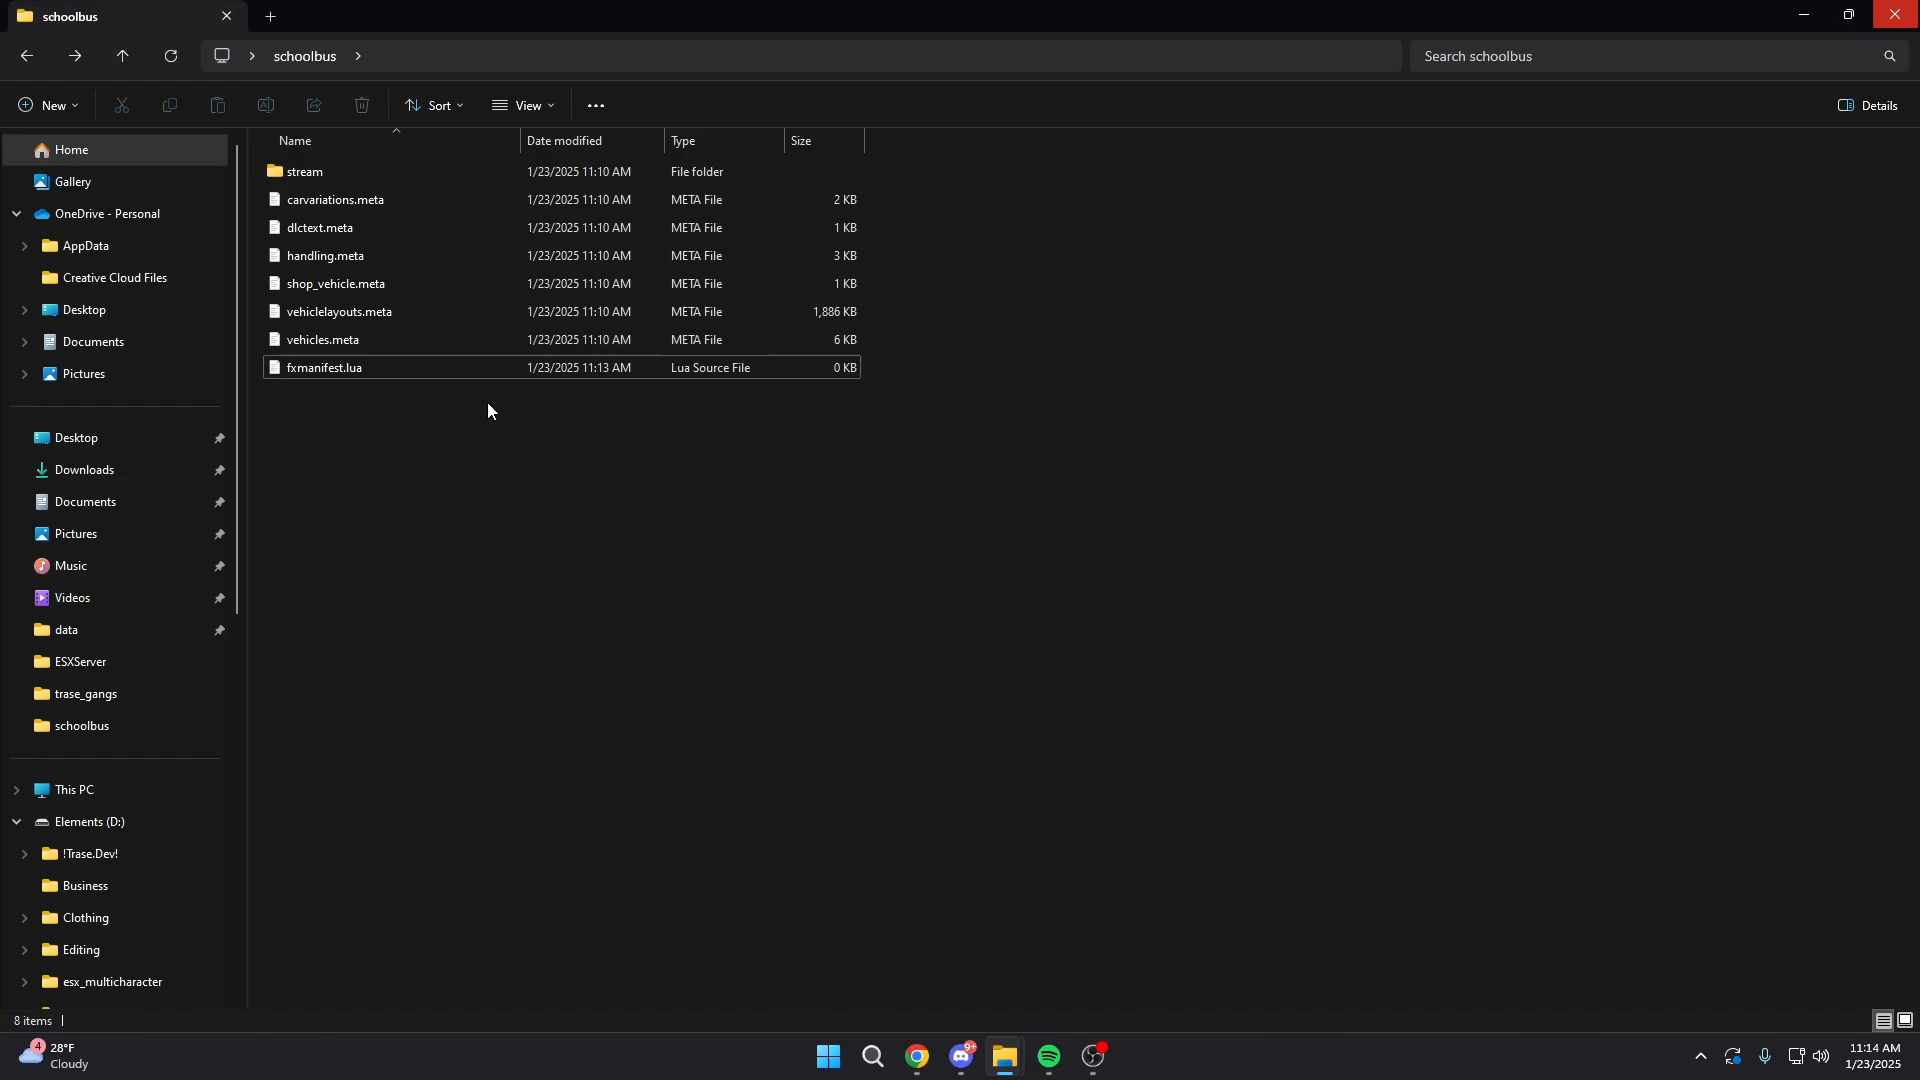 schoolbus
schoolbus
Search schoolbus
New
Sort
View
Details
Name
Date modified
Type
Size
Home
Gallery
OneDrive - Personal
AppData
Creative Cloud Files
Desktop
Documents
Pictures
Desktop
Downloads
Documents
Pictures
Music
Videos
data
ESXServer
trase_gangs
schoolbus
This PC
Elements (D:)
!Trase.Dev!
Business
Clothing
Editing
esx_multicharacter
stream 1/23/2025 11:10 AM File folder
carvariations.meta 1/23/2025 11:10 AM META File 2 KB
dlctext.meta 1/23/2025 11:10 AM META File 1 KB
handling.meta 1/23/2025 11:10 AM META File 3 KB
shop_vehicle.meta 1/23/2025 11:10 AM META File 1 KB
vehiclelayouts.meta 1/23/2025 11:10 AM META File 1,886 KB
vehicles.meta 1/23/2025 11:10 AM META File 6 KB
fxmanifest.lua 1/23/2025 11:13 AM Lua Source File 0 KB
8 items
4
28°F
Cloudy
9+
11:14 AM
1/23/2025